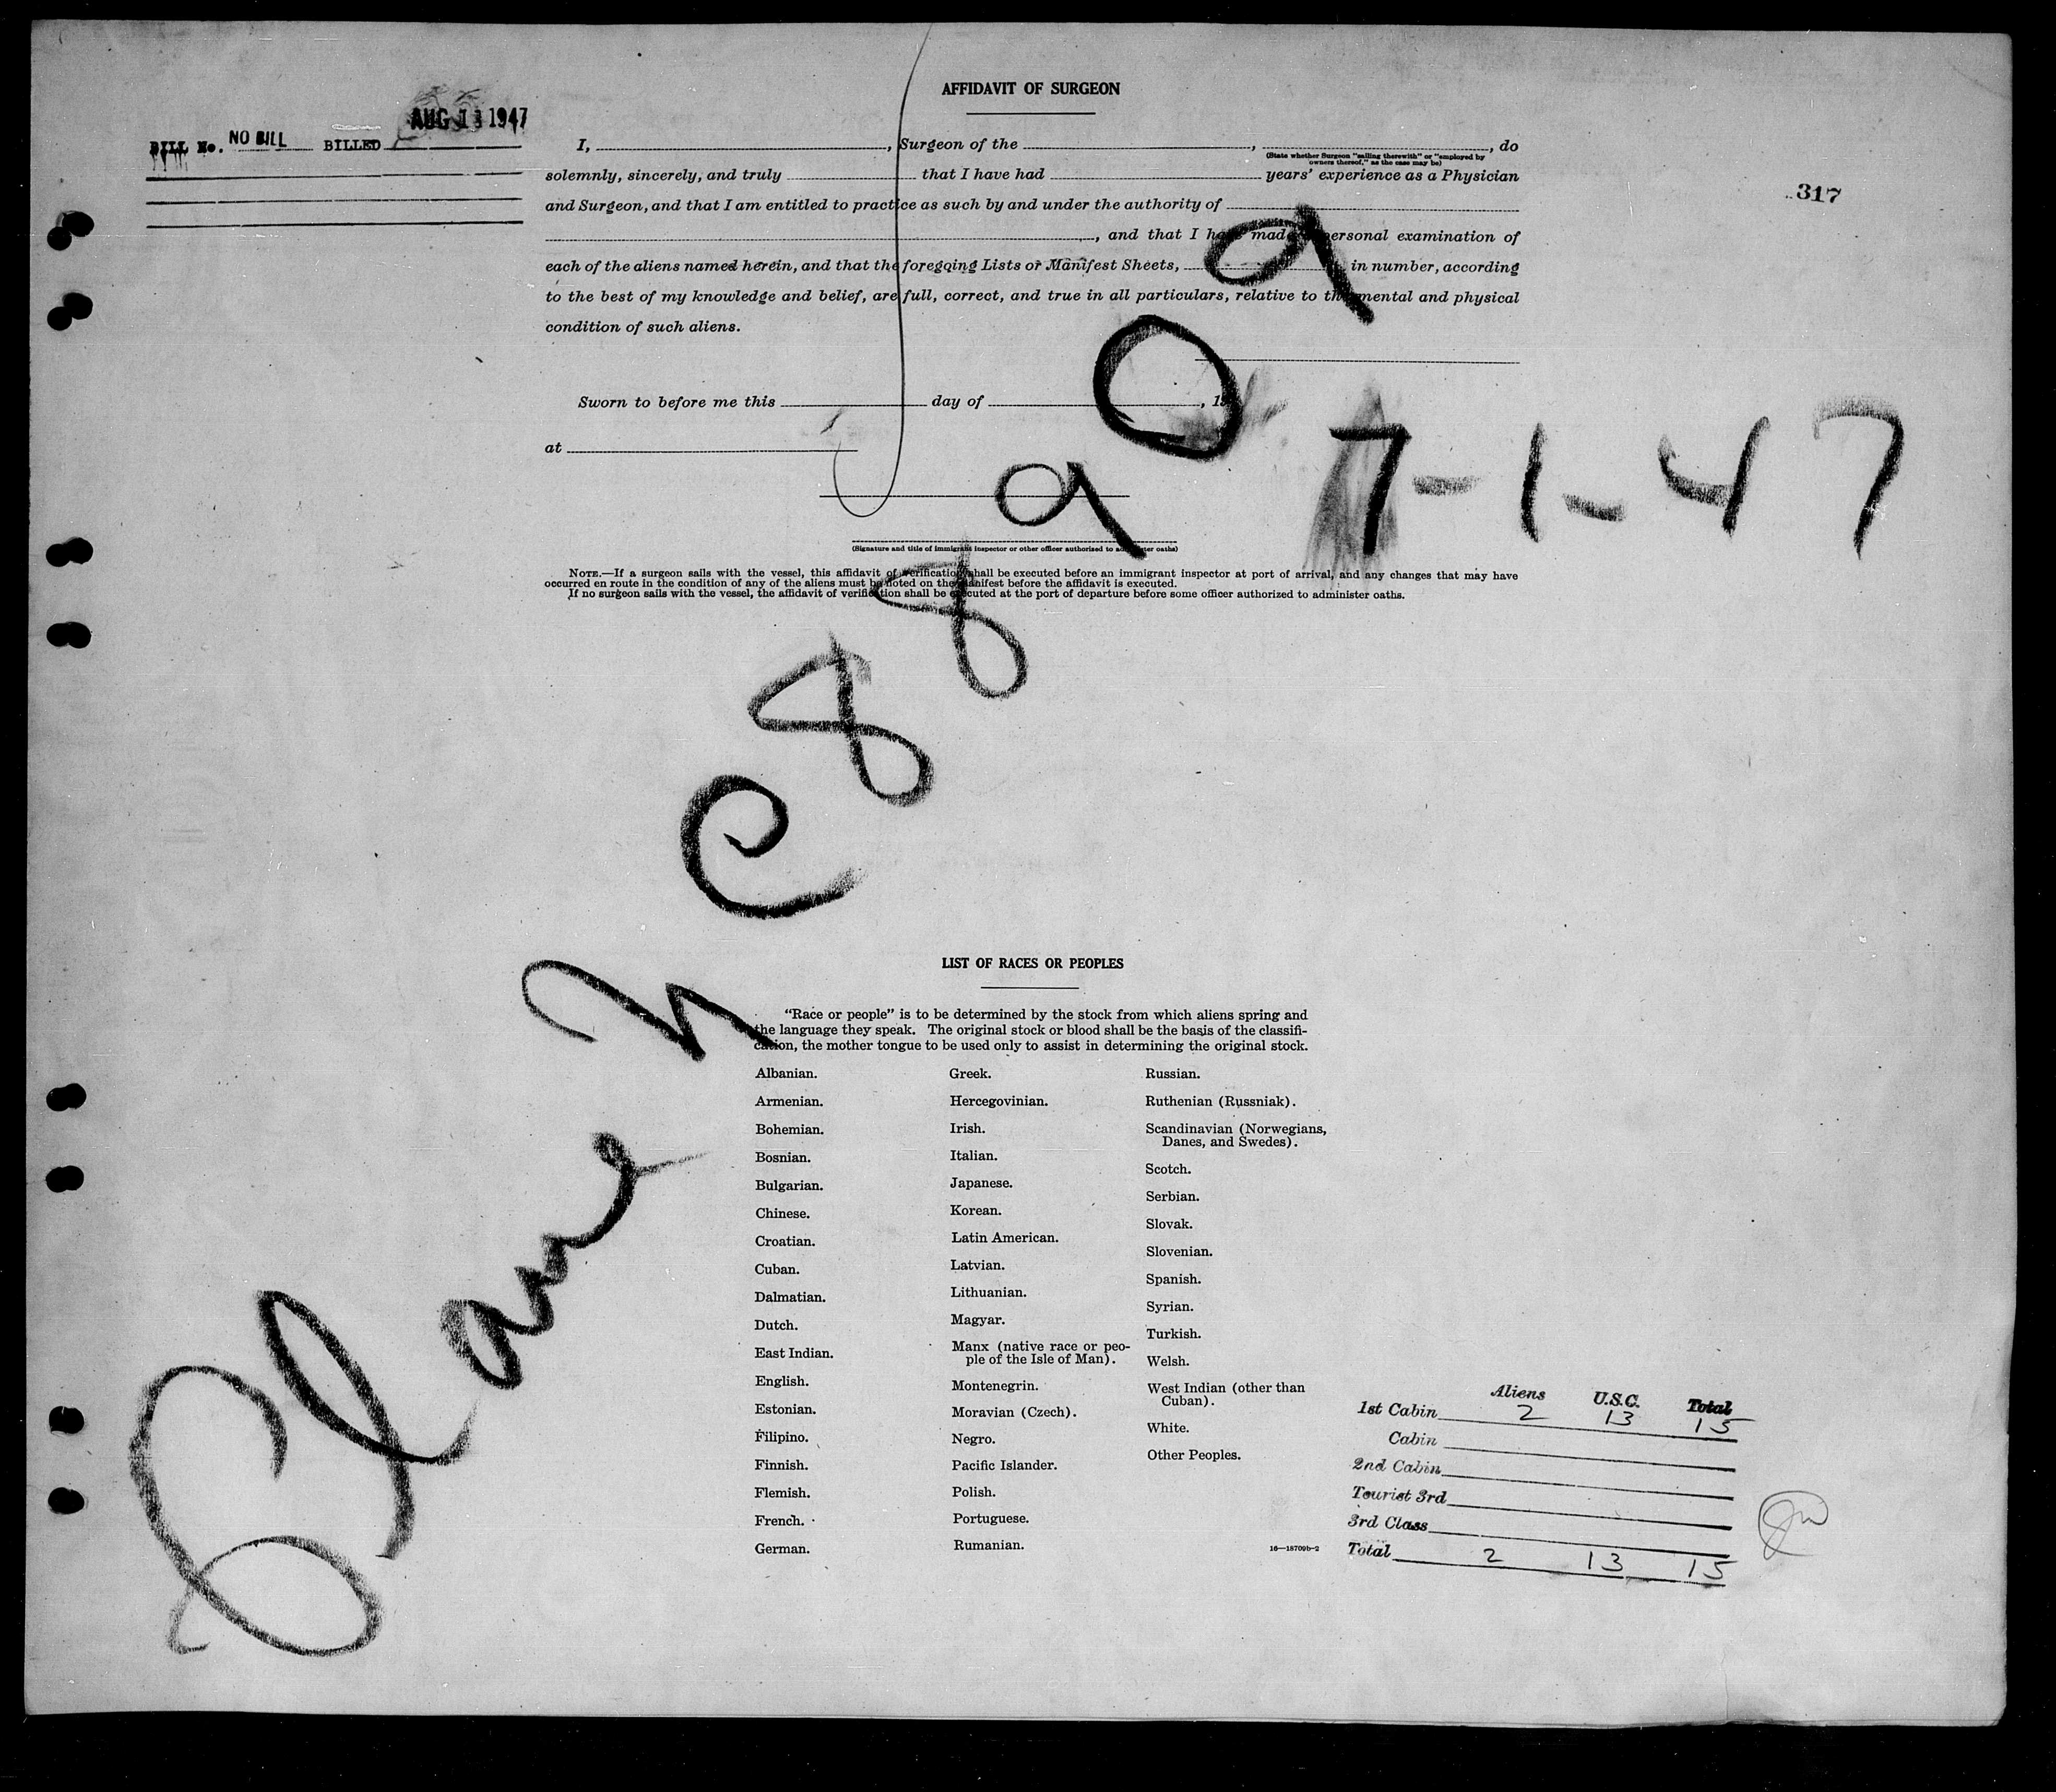 AFFIDAVIT OF SURGEON
AUG 13 1947
BILL No. NO BILL BILLED
I, , Surgeon of the , , do
(State whether Surgeon "sailing therewith" or "employed by
owners thereof," as the case may be)
solemnly, sincerely, and truly that I have had years' experience as a Physician
317
and Surgeon, and that I am entitled to practice as such by and under the authority of
, and that I have made personal examination of
each of the aliens named herein, and that the foregoing Lists or Manifest Sheets, in number, according
to the best of my knowledge and belief, are full, correct, and true in all particulars, relative to the mental and physical
condition of such aliens.
Sworn to before me this day of , 19
at
7-1-47
(Signature and title of immigrant inspector or other officer authorized to administer oaths)
NOTE.—If a surgeon sails with the vessel, this affidavit of verification shall be executed before an immigrant inspector at port of arrival, and any changes that may have
occurred en route in the condition of any of the aliens must be noted on the manifest before the affidavit is executed.
If no surgeon sails with the vessel, the affidavit of verification shall be executed at the port of departure before some officer authorized to administer oaths.
Plane NC88909
LIST OF RACES OR PEOPLES
"Race or people" is to be determined by the stock from which aliens spring and
the language they speak. The original stock or blood shall be the basis of the classifi-
cation, the mother tongue to be used only to assist in determining the original stock.
Albanian.
Armenian.
Bohemian.
Bosnian.
Bulgarian.
Chinese.
Croatian.
Cuban.
Dalmatian.
Dutch.
East Indian.
English.
Estonian.
Filipino.
Finnish.
Flemish.
French.
German.
Greek.
Hercegovinian.
Irish.
Italian.
Japanese.
Korean.
Latin American.
Latvian.
Lithuanian.
Magyar.
Manx (native race or peo-
ple of the Isle of Man).
Montenegrin.
Moravian (Czech).
Negro.
Pacific Islander.
Polish.
Portuguese.
Rumanian.
Russian.
Ruthenian (Russniak).
Scandinavian (Norwegians,
Danes, and Swedes).
Scotch.
Serbian.
Slovak.
Slovenian.
Spanish.
Syrian.
Turkish.
Welsh.
West Indian (other than
Cuban).
White.
Other Peoples.
16—18709b-2
Aliens U.S.C. Total
1st Cabin 2 13 15
Cabin
2nd Cabin
Tourist 3rd
3rd Class
Total 2 13 15